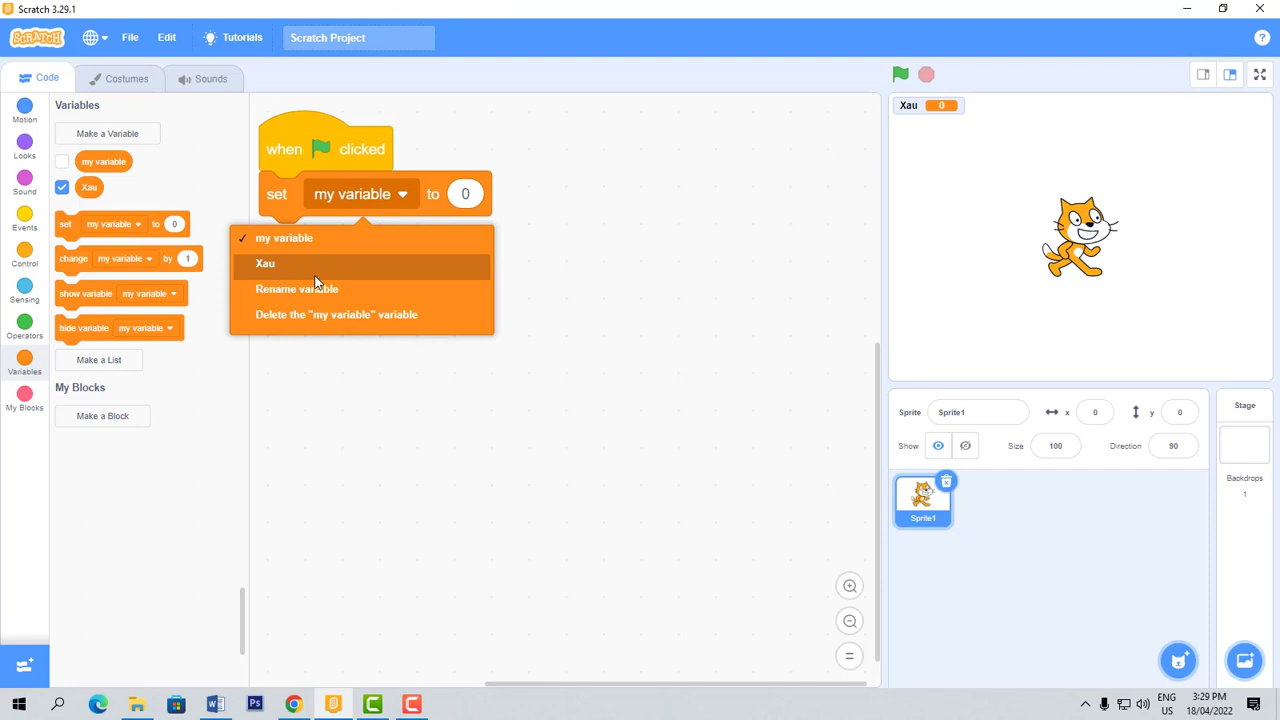 Scratch 3.29.1
SCRATCH
File
Edit
Tutorials
Scratch Project
Code
Costumes
Sounds
Motion
Looks
Sound
Events
Control
Sensing
Operators
Variables
My Blocks
Variables
Make a Variable
my variable
Xau
set my variable to 0
change my variable by 1
show variable my variable
hide variable my variable
Make a List
My Blocks
Make a Block
when clicked
set my variable to 0
my variable
Xau
Rename variable
Delete the "my variable" variable
Xau 0
Sprite Sprite1 x 0 y 0
Show Size 100 Direction 90
Sprite1
Stage
Backdrops
1
ENG
US
3:29 PM
18/04/2022